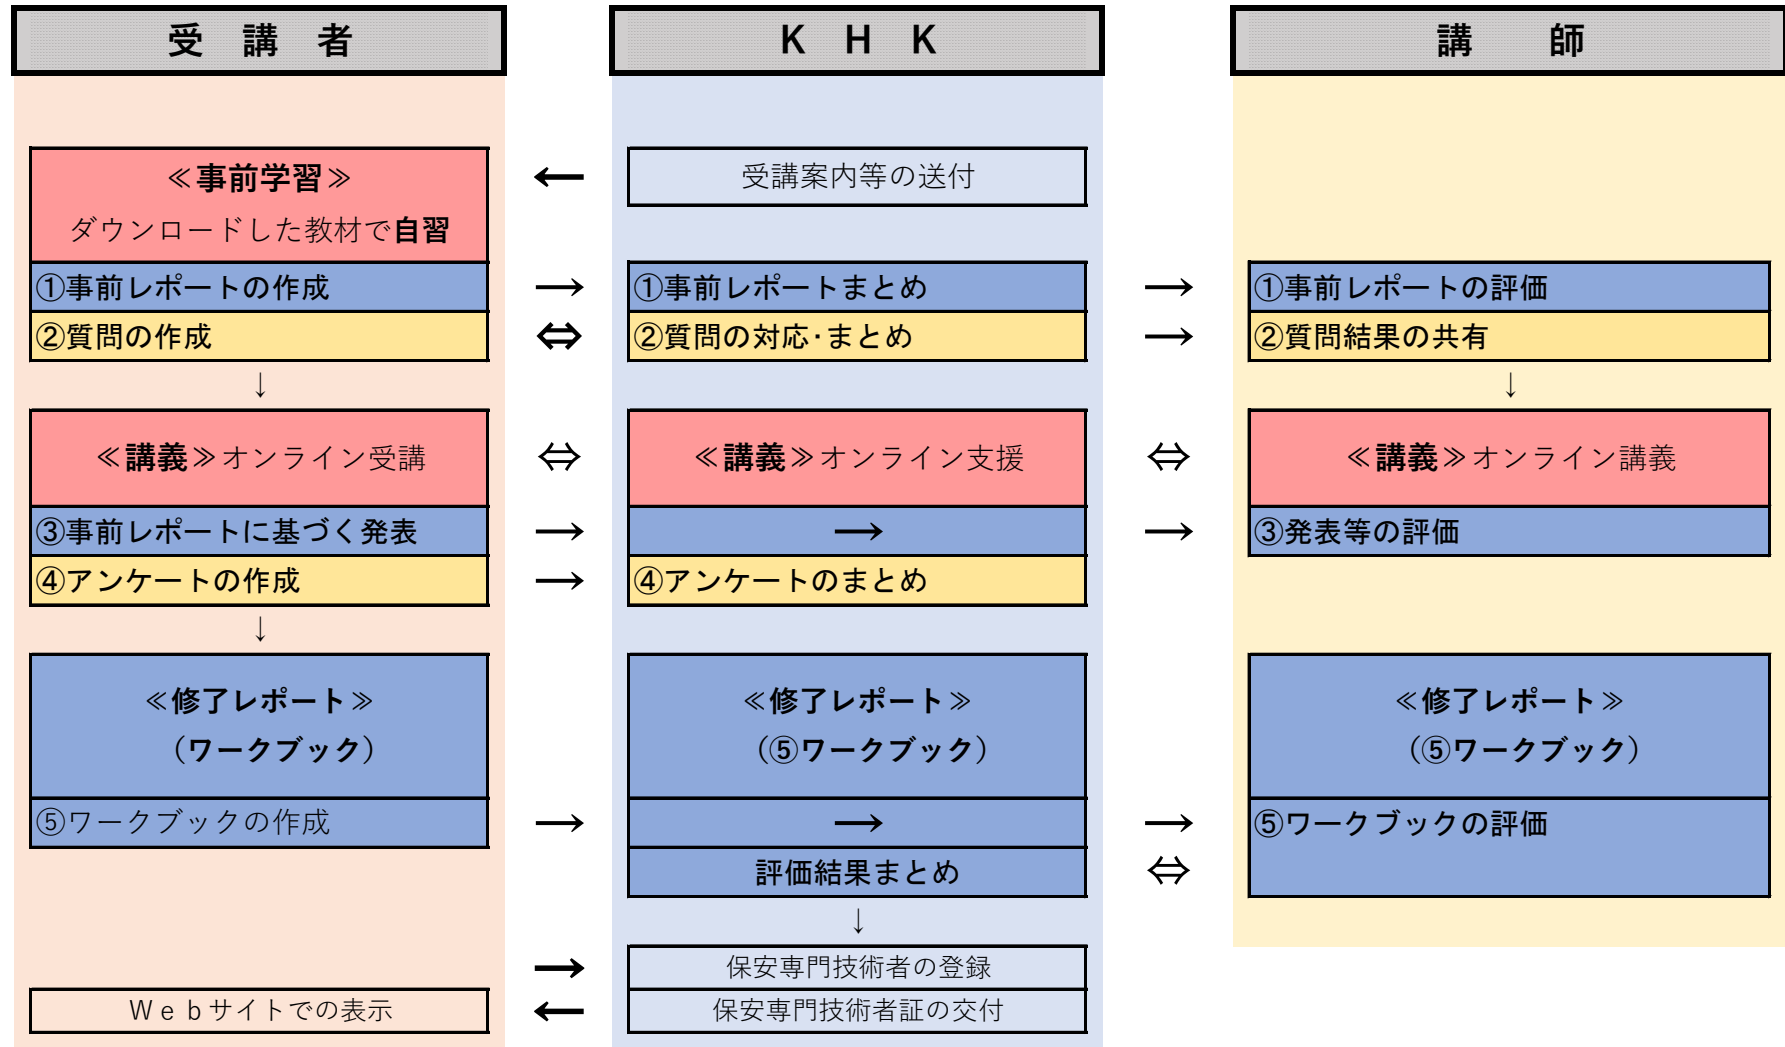 受 講 者
K H K
講 師
≪事前学習≫
ダウンロードした教材で自習
←
受講案内等の送付
①事前レポートの作成
→
①事前レポートまとめ
→
①事前レポートの評価
②質問の作成
⇔
②質問の対応･まとめ
→
②質問結果の共有
↓
↓
≪講義≫オンライン受講
⇔
≪講義≫オンライン支援
⇔
≪講義≫オンライン講義
③事前レポートに基づく発表
→
→
→
③発表等の評価
④アンケートの作成
→
④アンケートのまとめ
↓
≪修了レポート≫
（ワークブック）
≪修了レポート≫
（⑤ワークブック）
≪修了レポート≫
（⑤ワークブック）
⑤ワークブックの作成
→
→
→
⑤ワークブックの評価
評価結果まとめ
⇔
↓
→
保安専門技術者の登録
Ｗｅｂサイトでの表示
←
保安専門技術者証の交付